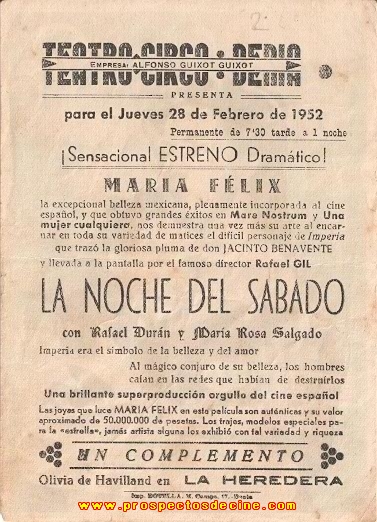 2.
TEATRO-CIRCO : DENIA
EMPRESA: ALFONSO GUIXOT GUIXOT
PRESENTA
para el Jueves 28 de Febrero de 1952
Permanente de 7'30 tarde a 1 noche
¡Sensacional ESTRENO Dramático!
MARIA FÉLIX
la excepcional belleza mexicana, plenamente incorporada al cine
español, y que obtuvo grandes éxitos en Mare Nostrum y Una
mujer cualquiera, nos demuestra una vez más su arte al encar-
nar en toda su variedad de matices el difícil personaje de Imperia
que trazó la gloriosa pluma de don JACINTO BENAVENTE
y llevada a la pantalla por el famoso director Rafael GIL
LA NOCHE DEL SABADO
con Rafael Durán y María Rosa Salgado
Imperia era el símbolo de la belleza y del amor
Al mágico conjuro de su belleza, los hombres
caían en las redes que habían de destruirlos
Una brillante superproducción orgullo del cine español
Las joyas que luce MARIA FELIX en esta película son auténticas y su valor
aproximado de 50.000.000 de pesetas. Los trajes, modelos especiales pa-
ra la «estrella», jamás artista alguna los exhibió con tal variedad y riqueza
UN COMPLEMENTO
Olivia de Havilland en LA HEREDERA
Imp. 17.-Denia
www.prospectosdecine.com